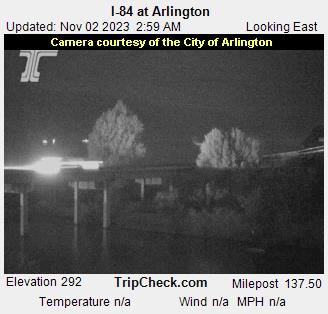 I-84 at Arlington
Updated: Nov 02 2023 2:59 AM Looking East
Camera courtesy of the City of Arlington
Elevation 292 TripCheck.com Milepost 137.50
Temperature n/a Wind n/a MPH n/a